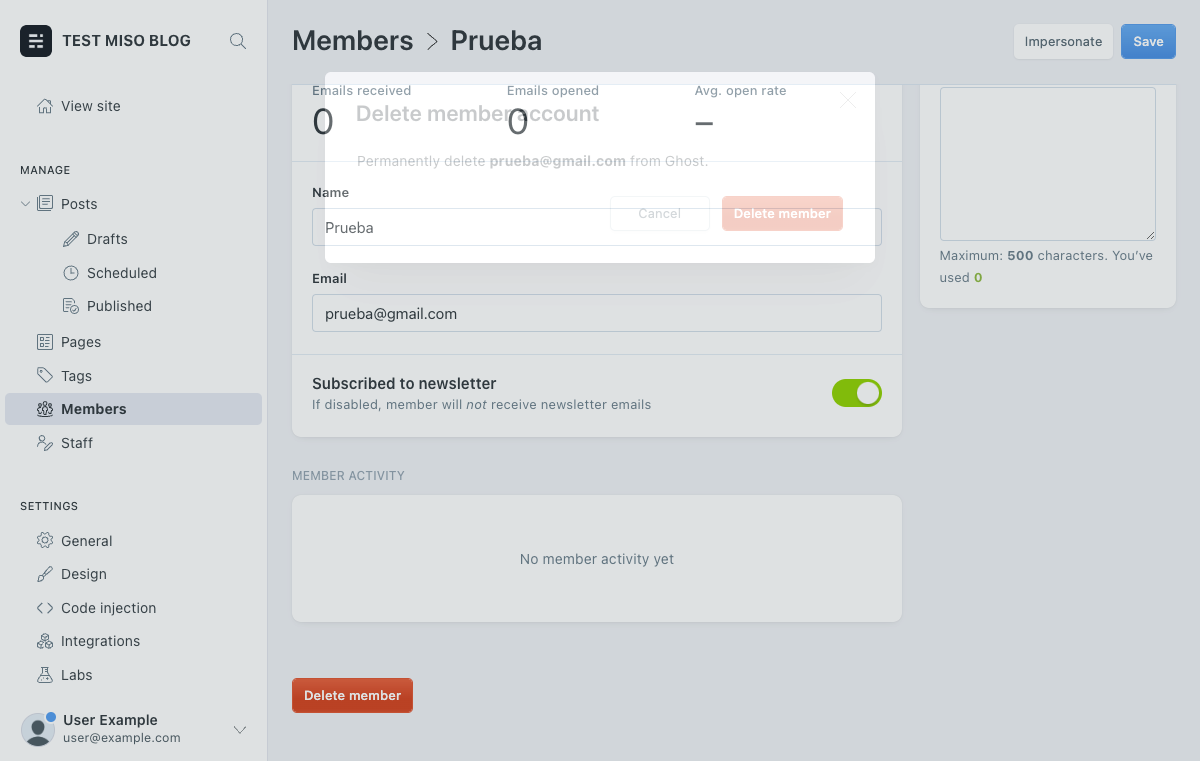 TEST MISO BLOG
View site
MANAGE
Posts
Drafts
Scheduled
Published
Pages
Tags
Members
Staff
SETTINGS
General
Design
Code injection
Integrations
Labs
User Example
user@example.com
Members > Prueba
Impersonate
Save
Emails received
Emails opened
Avg. open rate
0
0
–
Delete member account
Permanently delete prueba@gmail.com from Ghost.
Cancel
Delete member
Name
Prueba
Email
prueba@gmail.com
Subscribed to newsletter
If disabled, member will not receive newsletter emails
Maximum: 500 characters. You’ve
used 0
MEMBER ACTIVITY
No member activity yet
Delete member